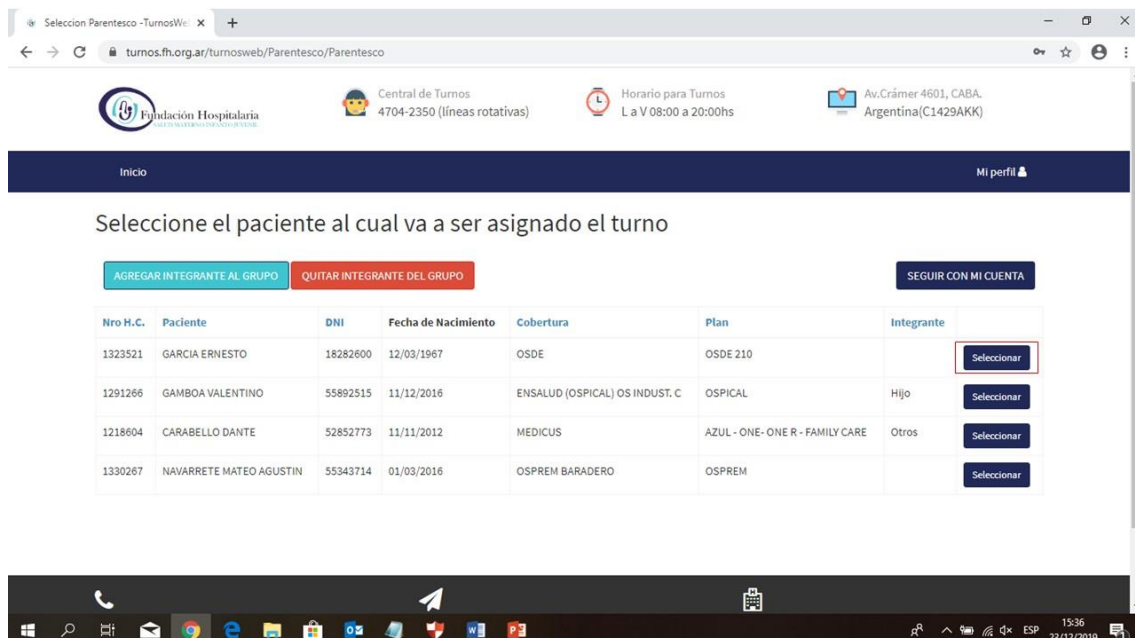 Seleccion Parentesco -TurnosWe
turnos.fh.org.ar/turnosweb/Parentesco/Parentesco
Fundación Hospitalaria
Central de Turnos
4704-2350 (líneas rotativas)
Horario para Turnos
L a V 08:00 a 20:00hs
Av.Crámer 4601, CABA.
Argentina(C1429AKK)
Inicio
Mi perfil
Seleccione el paciente al cual va a ser asignado el turno
AGREGAR INTEGRANTE AL GRUPO QUITAR INTEGRANTE DEL GRUPO SEGUIR CON MI CUENTA
Nro H.C. Paciente DNI Fecha de Nacimiento Cobertura Plan Integrante
1323521 GARCIA ERNESTO 18282600 12/03/1967 OSDE OSDE 210 Seleccionar
1291266 GAMBOA VALENTINO 55892515 11/12/2016 ENSALUD (OSPICAL) OS INDUST. C OSPICAL Hijo Seleccionar
1218604 CARABELLO DANTE 52852773 11/11/2012 MEDICUS AZUL - ONE- ONE R - FAMILY CARE Otros Seleccionar
1330267 NAVARRETE MATEO AGUSTIN 55343714 01/03/2016 OSPREM BARADERO OSPREM Seleccionar
ESP
15:36
23/12/2019